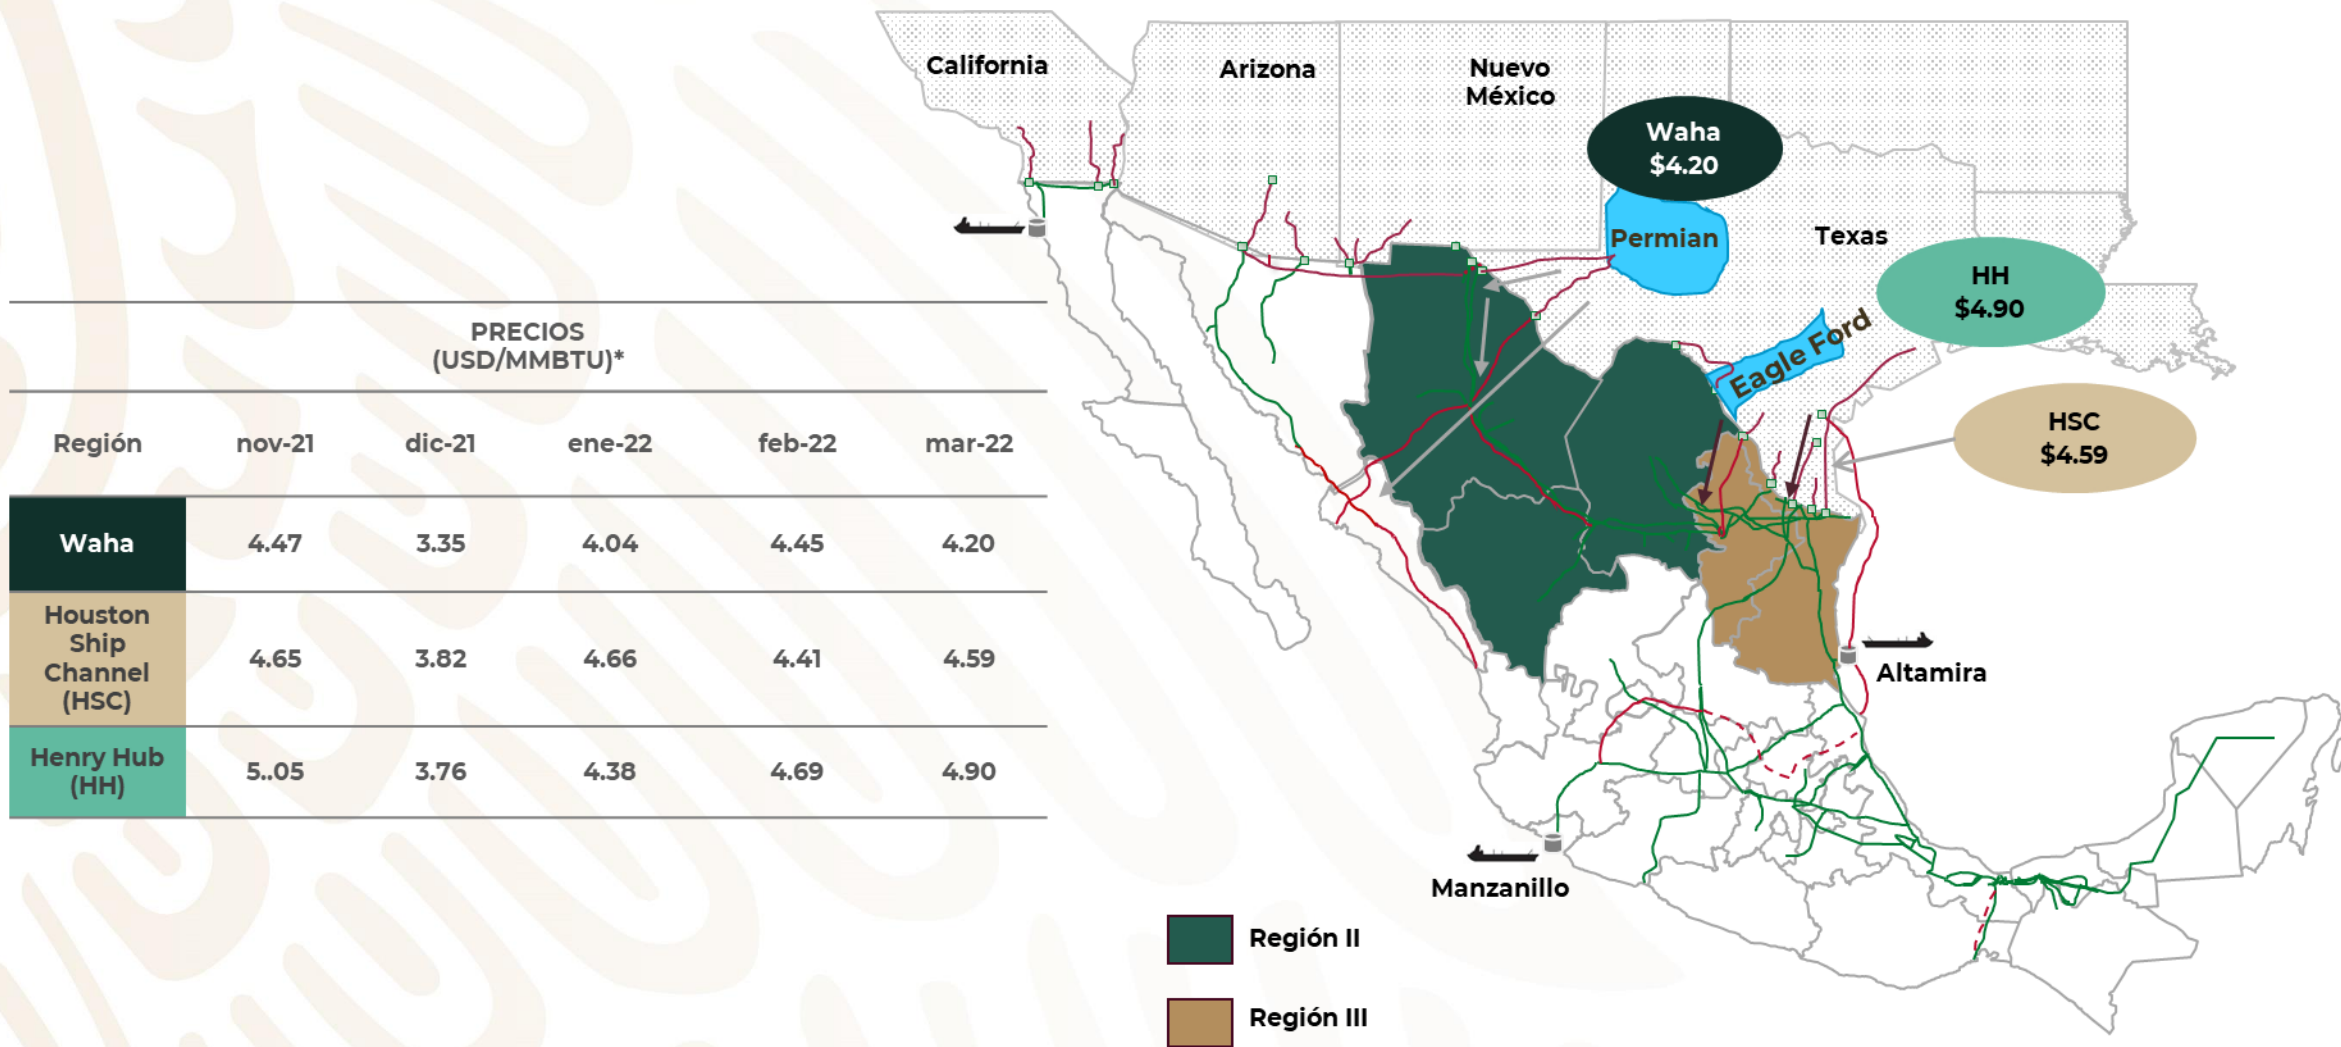 California
Arizona
Nuevo
México
Waha
$4.20
Permian
Texas
HH
$4.90
Eagle Ford
HSC
$4.59
PRECIOS
(USD/MMBTU)*
Región nov-21 dic-21 ene-22 feb-22 mar-22
Waha 4.47 3.35 4.04 4.45 4.20
Houston
Ship
Channel
(HSC)
4.65 3.82 4.66 4.41 4.59
Henry Hub
(HH)
5..05 3.76 4.38 4.69 4.90
Altamira
Manzanillo
Región II
Región III